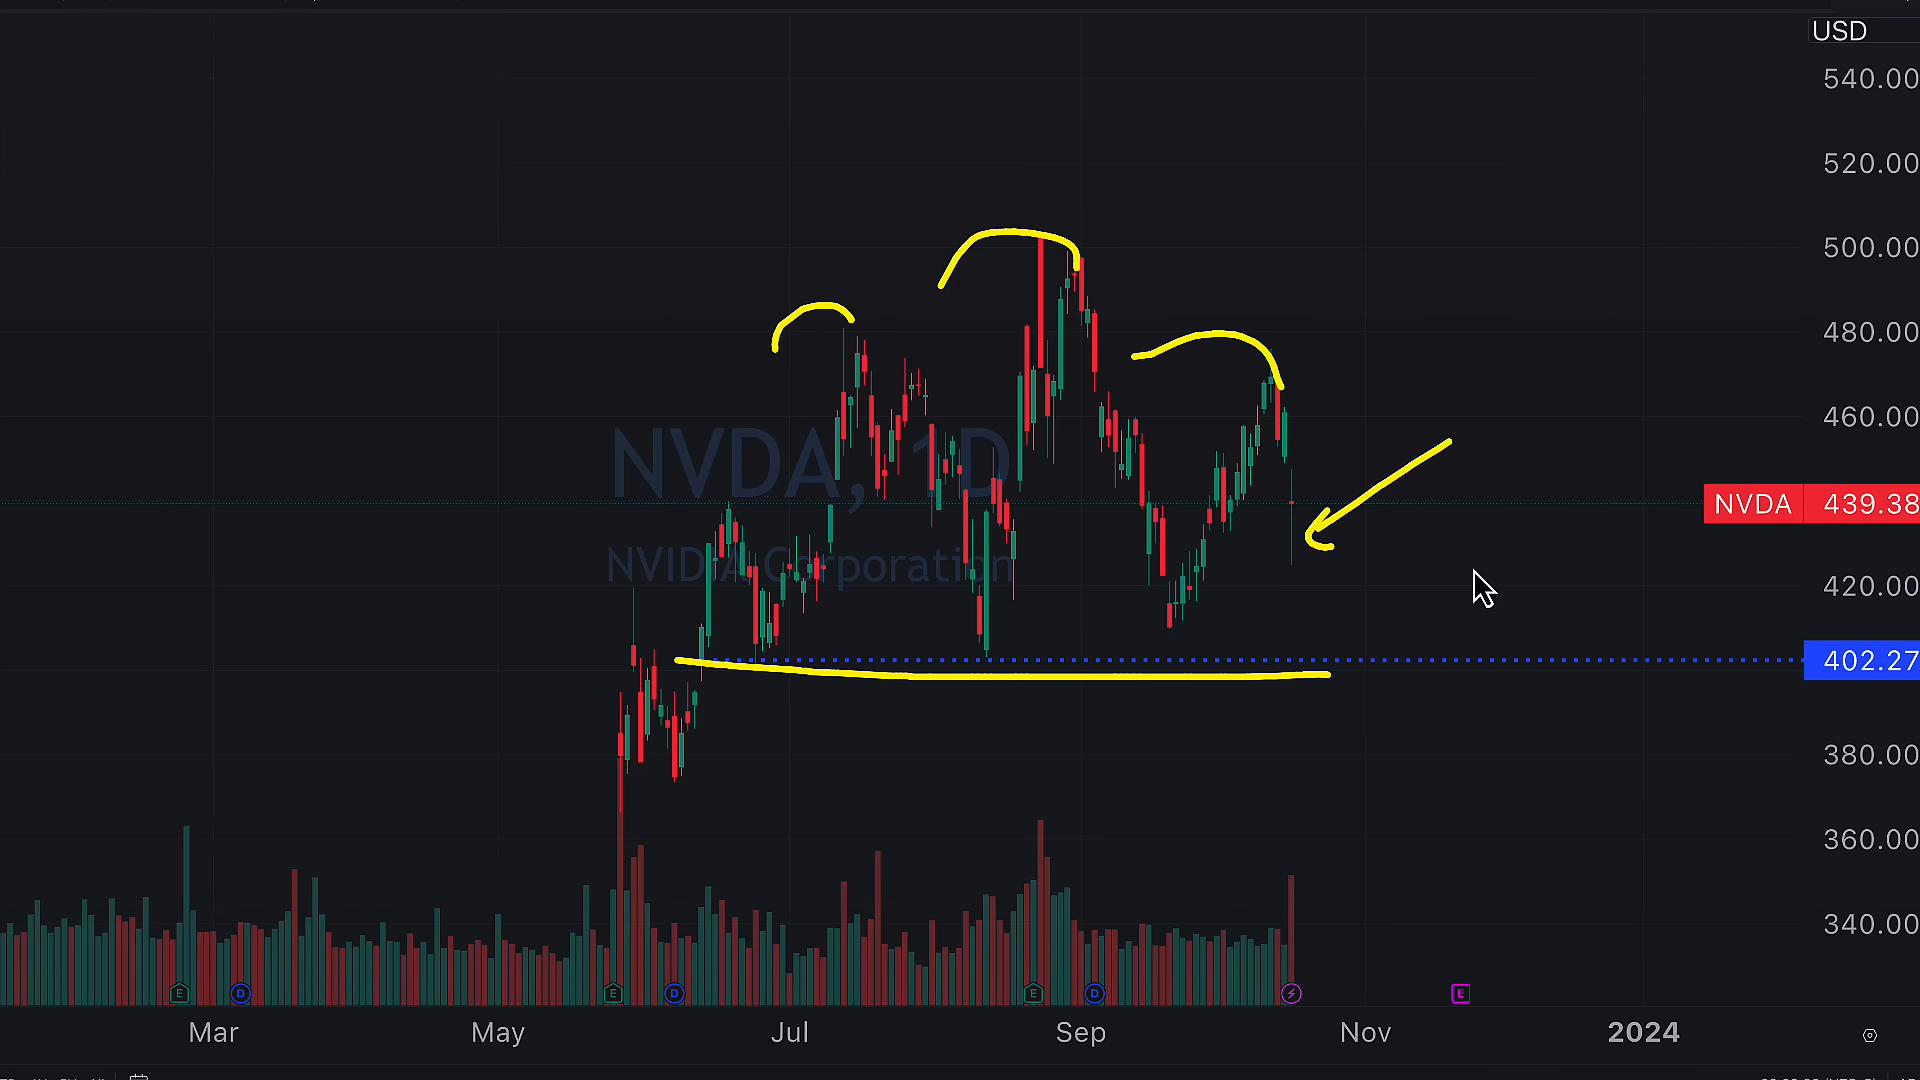 USD
540.00
520.00
500.00
480.00
460.00
NVDA, 1D
NVDA 439.38
NVIDIA Corporation
420.00
402.27
380.00
360.00
340.00
E D E D E D E
Mar May Jul Sep Nov 2024